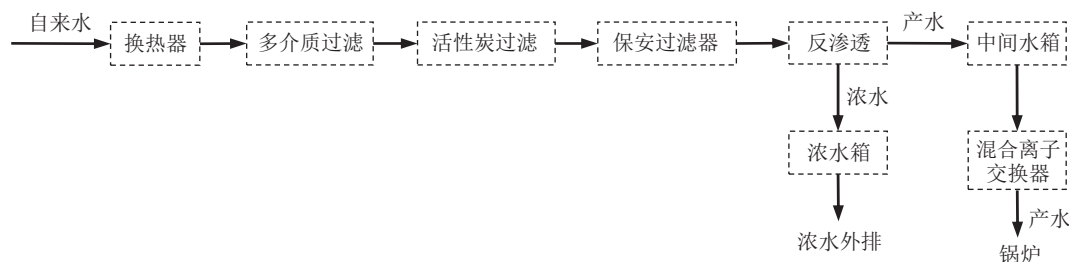 自来水
换热器
多介质过滤
活性炭过滤
保安过滤器
反渗透
产水
中间水箱
浓水
浓水箱
混合离子
交换器
浓水外排
产水
锅炉